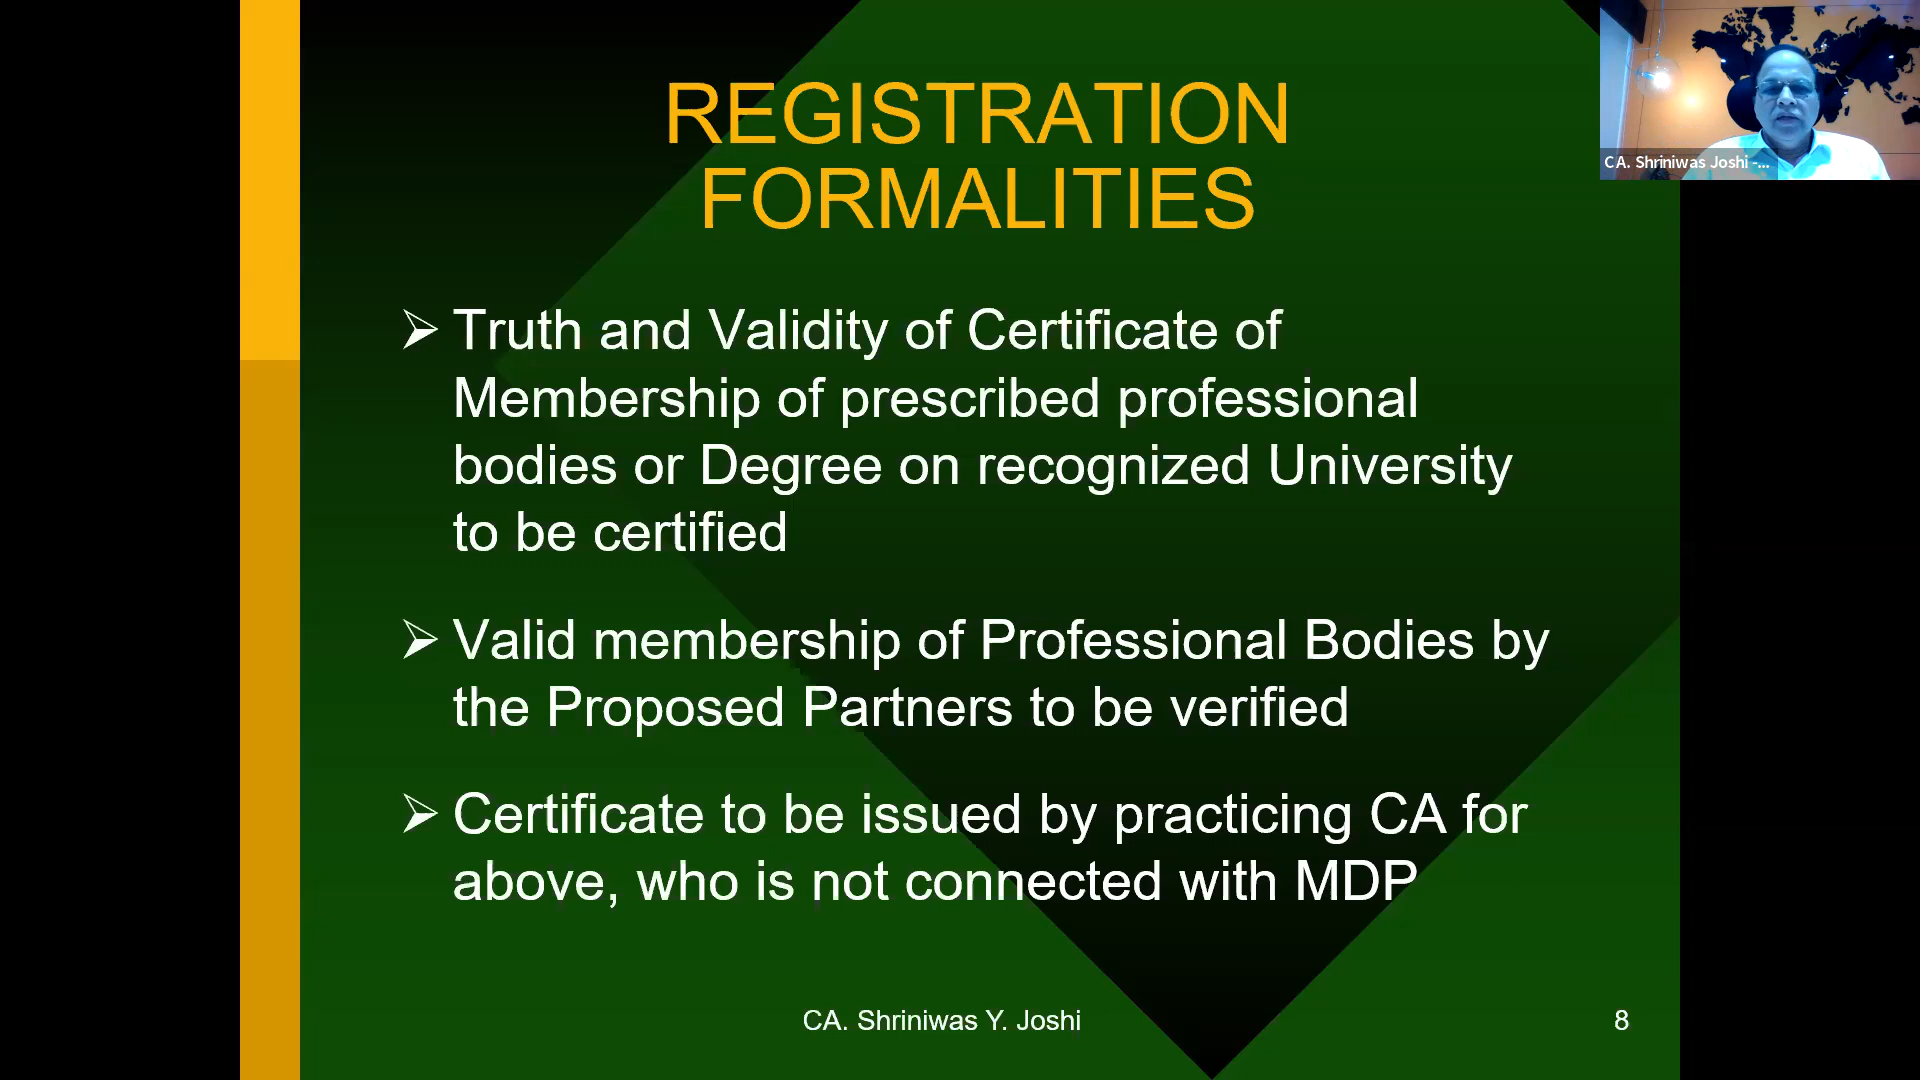 REGISTRATION
FORMALITIES
CA. Shriniwas Joshi -...
➢ Truth and Validity of Certificate of
Membership of prescribed professional
bodies or Degree on recognized University
to be certified
➢ Valid membership of Professional Bodies by
the Proposed Partners to be verified
➢ Certificate to be issued by practicing CA for
above, who is not connected with MDP
CA. Shriniwas Y. Joshi
8